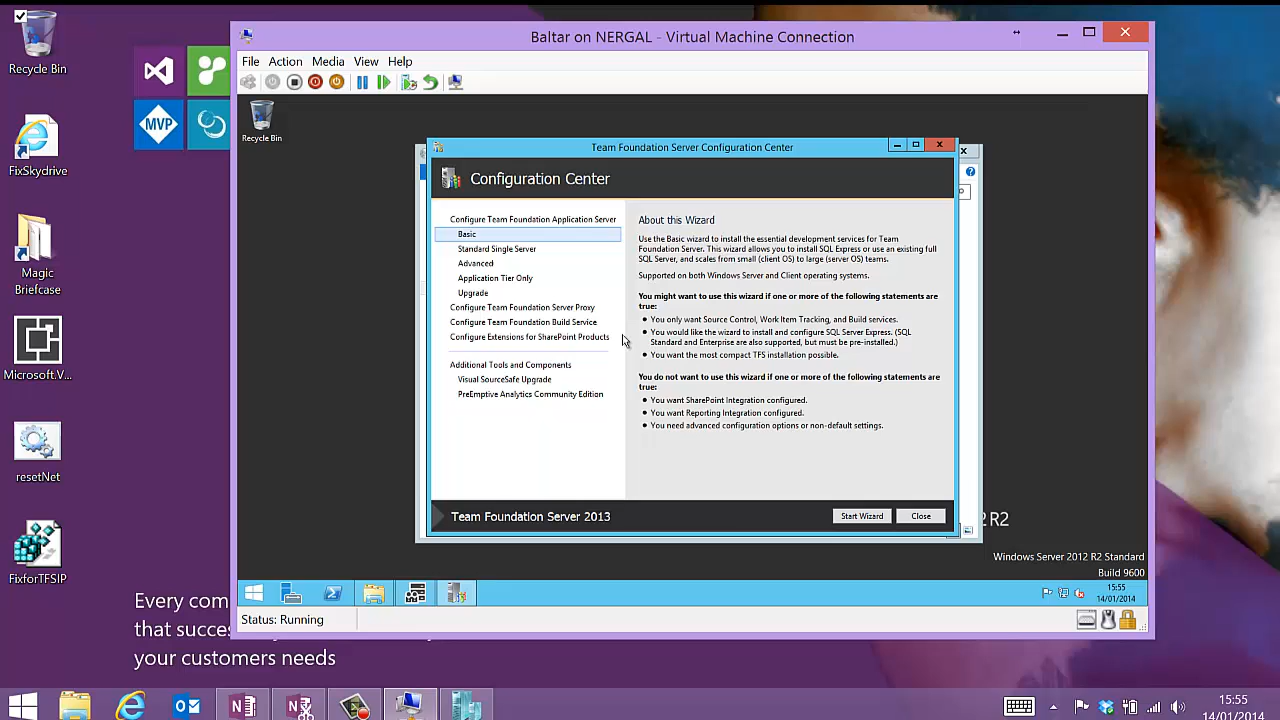 Baltar on NERGAL - Virtual Machine Connection
File Action Media View Help
Recycle Bin
FixSkydrive
Magic
Briefcase
Microsoft.V...
resetNet
FixforTFSIP
MVP
Recycle Bin
Team Foundation Server Configuration Center
Configuration Center
Configure Team Foundation Application Server
Basic
Standard Single Server
Advanced
Application Tier Only
Upgrade
Configure Team Foundation Server Proxy
Configure Team Foundation Build Service
Configure Extensions for SharePoint Products
Additional Tools and Components
Visual SourceSafe Upgrade
PreEmptive Analytics Community Edition
About this Wizard
Use the Basic wizard to install the essential development services for Team
Foundation Server. This wizard allows you to install SQL Express or use an existing full
SQL Server, and scales from small (client OS) to large (server OS) teams.
Supported on both Windows Server and Client operating systems.
You might want to use this wizard if one or more of the following statements are
true:
You only want Source Control, Work Item Tracking, and Build services.
You would like the wizard to install and configure SQL Server Express. (SQL
Standard and Enterprise are also supported, but must be pre-installed.)
You want the most compact TFS installation possible.
You do not want to use this wizard if one or more of the following statements are
true:
You want SharePoint Integration configured.
You want Reporting Integration configured.
You need advanced configuration options or non-default settings.
Team Foundation Server 2013
Start Wizard
Close
R2
Windows Server 2012 R2 Standard
Build 9600
15:55
14/01/2014
Status: Running
Every com
that succe
your customers needs
15:55
14/01/2014